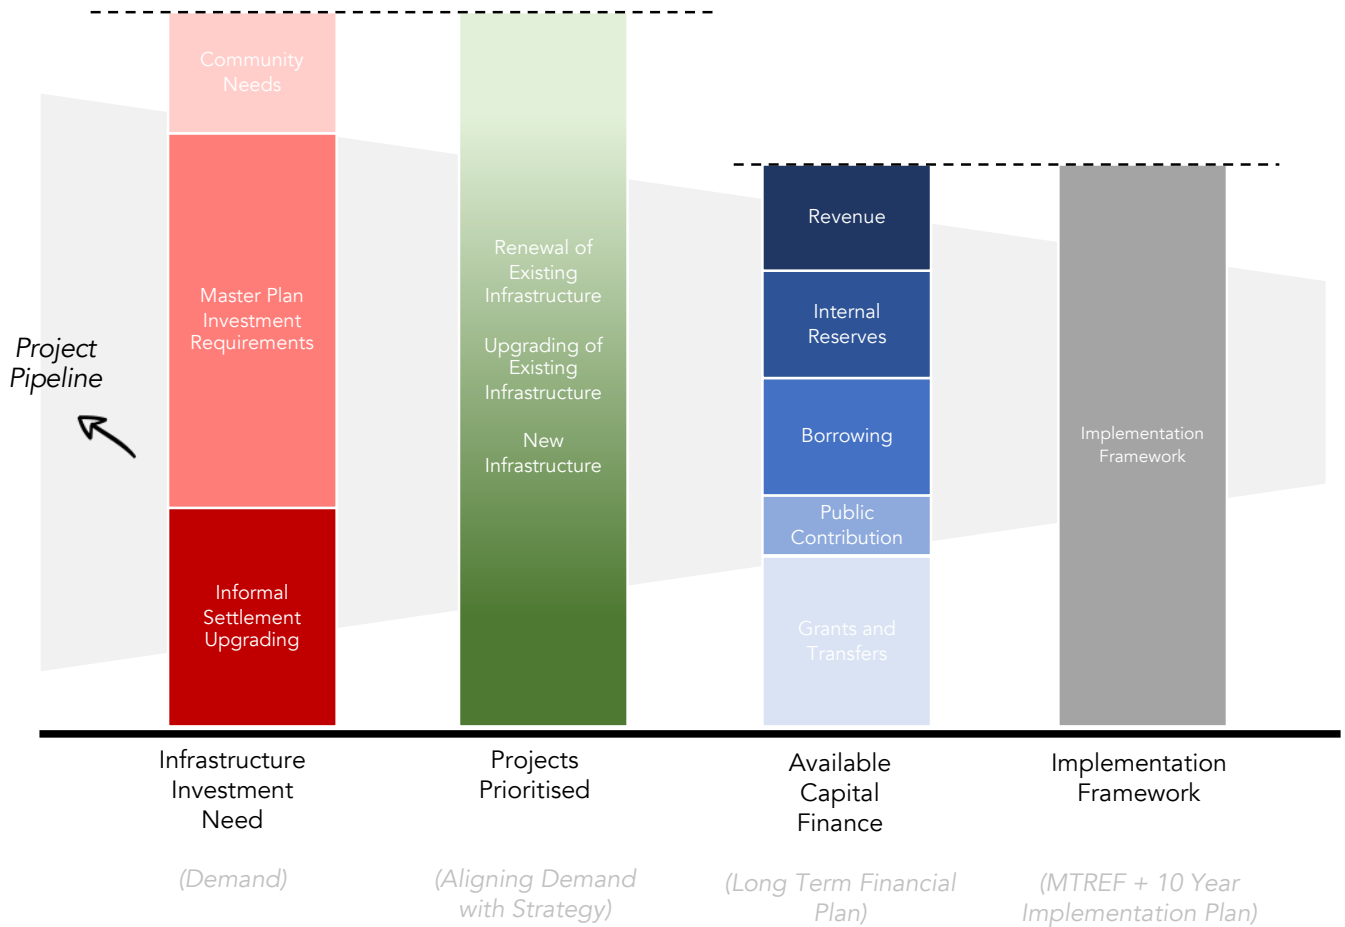 Community
Needs
Master Plan
Investment
Requirements
Informal
Settlement
Upgrading
Project
Pipeline
Renewal of
Existing
Infrastructure
Upgrading of
Existing
Infrastructure
New
Infrastructure
Revenue
Internal
Reserves
Borrowing
Public
Contribution
Grants and
Transfers
Implementation
Framework
Infrastructure
Investment
Need
(Demand)
Projects
Prioritised
(Aligning Demand
with Strategy)
Available
Capital
Finance
(Long Term Financial
Plan)
Implementation
Framework
(MTREF + 10 Year
Implementation Plan)